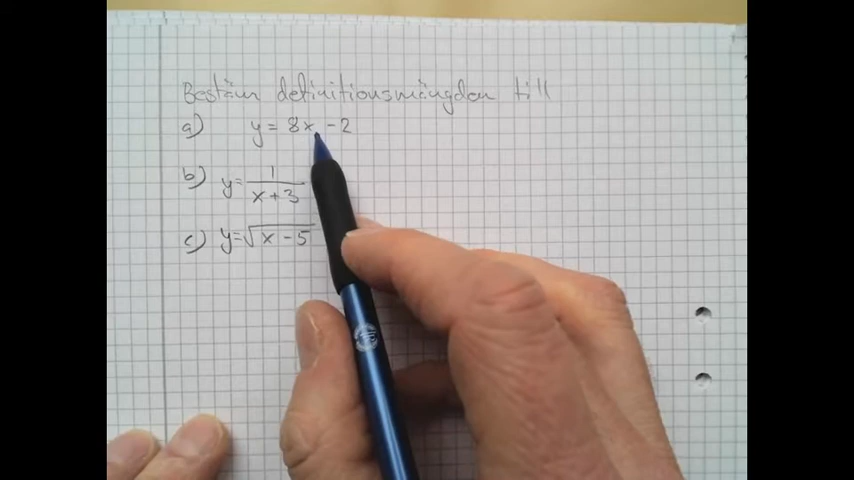 Bestäm definitionsmängden till
a) y = 8x - 2
b) y = 1/(x + 3)
c) y = √(x - 5)